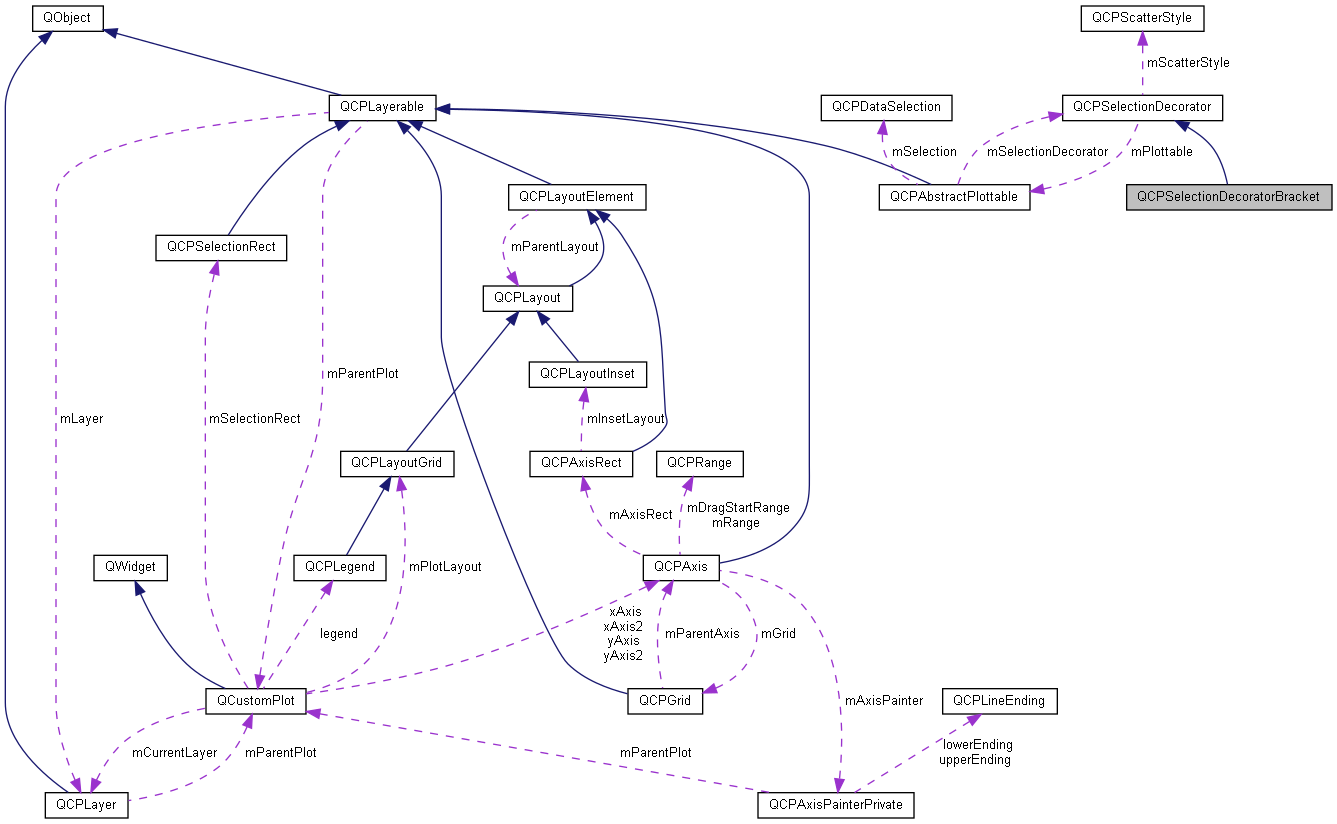 QObject
QCPScatterStyle
mScatterStyle
QCPLayerable
QCPDataSelection
QCPSelectionDecorator
mSelection
mSelectionDecorator
mPlottable
QCPLayoutElement
QCPAbstractPlottable
QCPSelectionDecoratorBracket
QCPSelectionRect
mParentLayout
QCPLayout
mParentPlot
QCPLayoutInset
mLayer
mSelectionRect
mInsetLayout
QCPLayoutGrid
QCPAxisRect
QCPRange
mAxisRect
mDragStartRange
mRange
QWidget
QCPLegend
mPlotLayout
QCPAxis
legend
xAxis
xAxis2
yAxis
yAxis2
mParentAxis
mGrid
QCustomPlot
QCPGrid
mAxisPainter
QCPLineEnding
mCurrentLayer
mParentPlot
mParentPlot
lowerEnding
upperEnding
QCPLayer
QCPAxisPainterPrivate